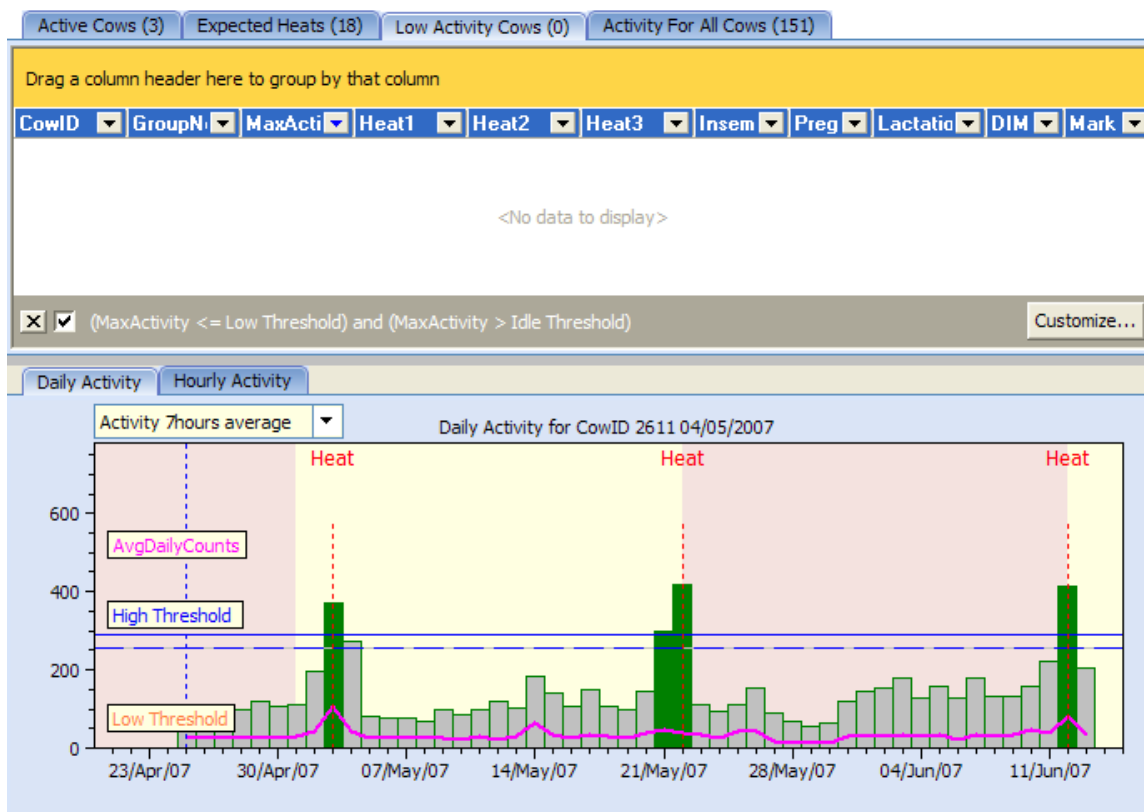 Active Cows (3) Expected Heats (18) Low Activity Cows (0) Activity For All Cows (151)
Drag a column header here to group by that column
CowID GroupN MaxActi Heat1 Heat2 Heat3 Insem Preg Lactatic DIM Mark
<No data to display>
(MaxActivity <= Low Threshold) and (MaxActivity > Idle Threshold) Customize...
Daily Activity Hourly Activity
Activity 7hours average Daily Activity for CowID 2611 04/05/2007
Heat Heat Heat
600
AvgDailyCounts
400
High Threshold
200
Low Threshold
0
23/Apr/07 30/Apr/07 07/May/07 14/May/07 21/May/07 28/May/07 04/Jun/07 11/Jun/07